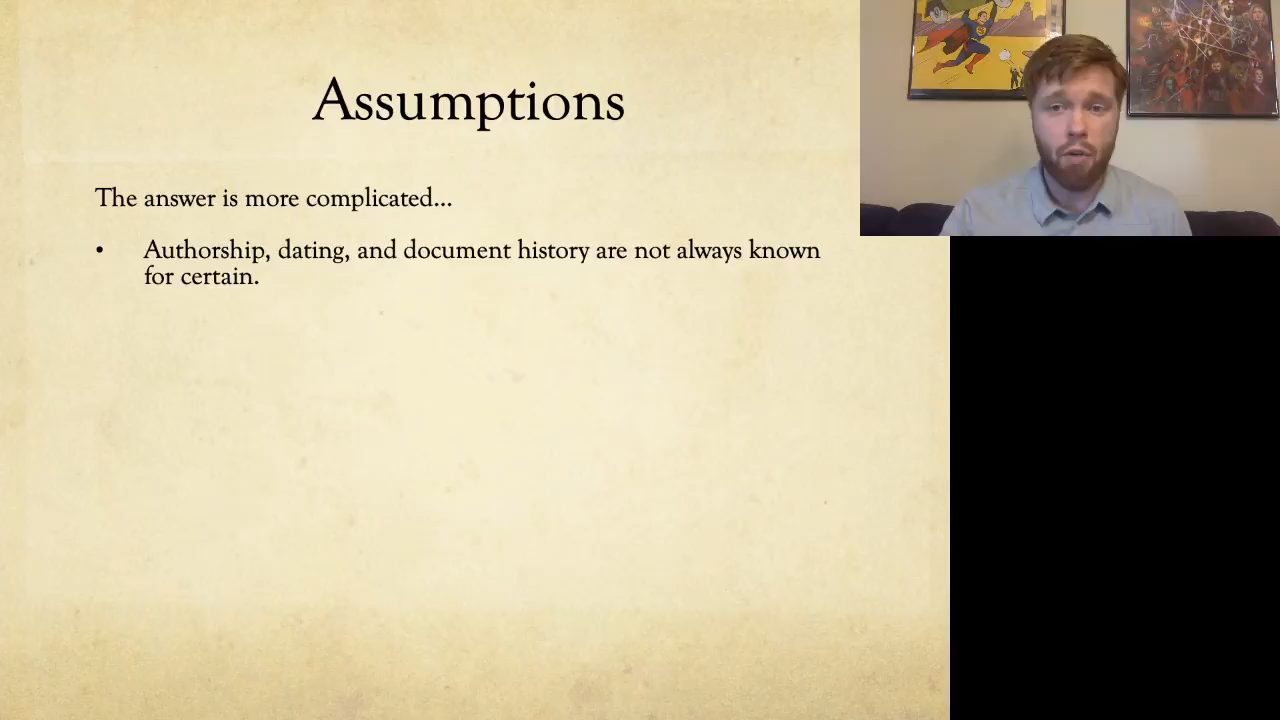 Assumptions
The answer is more complicated...
• Authorship, dating, and document history are not always known
for certain.